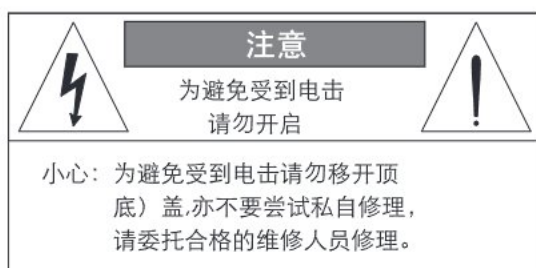 注意
为避免受到电击
请勿开启
小心：为避免受到电击请勿移开顶
底）盖,亦不要尝试私自修理，
请委托合格的维修人员修理。